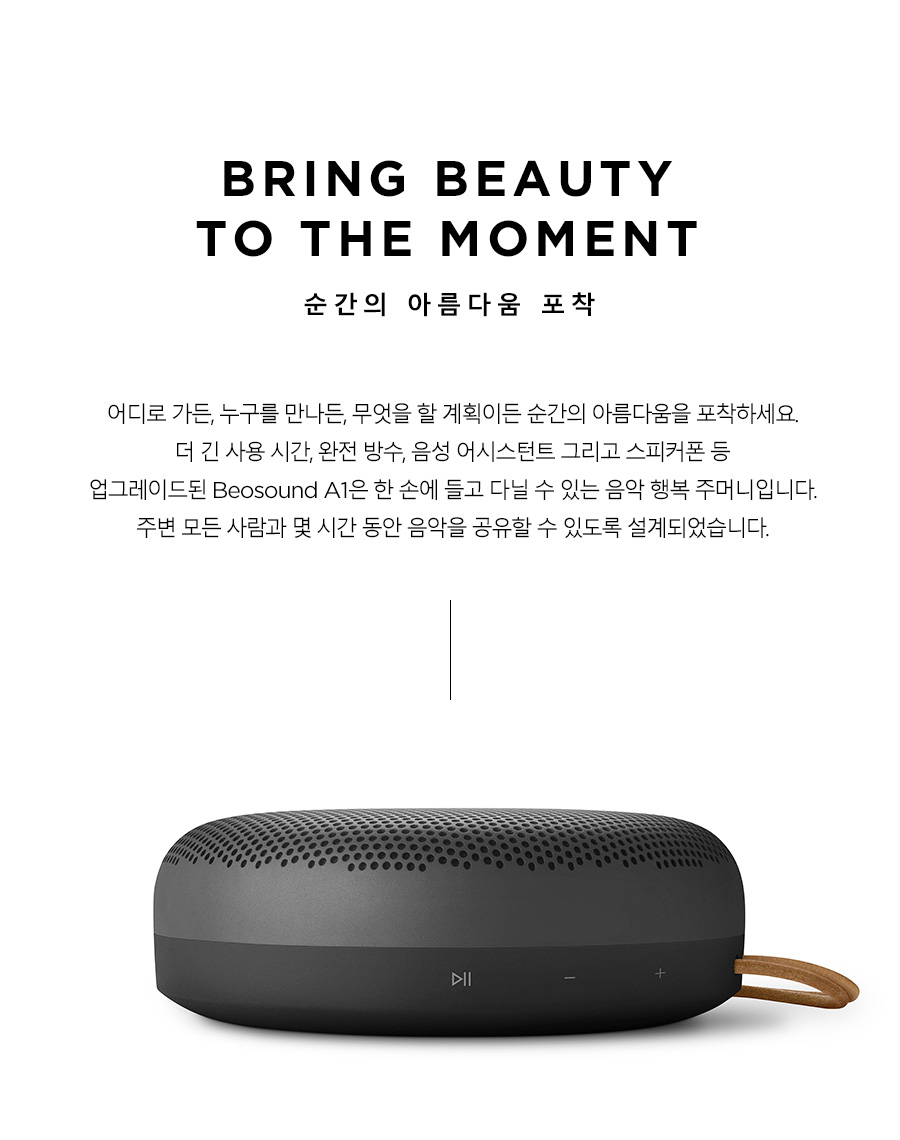 BRING BEAUTY
TO THE MOMENT
순간의 아름다움 포착
어디로 가든, 누구를 만나든, 무엇을 할 계획이든 순간의 아름다움을 포착하세요.
더 긴 사용 시간, 완전 방수, 음성 어시스턴트 그리고 스피커폰 등
업그레이드된 Beosound A1은 한 손에 들고 다닐 수 있는 음악 행복 주머니입니다.
주변 모든 사람과 몇 시간 동안 음악을 공유할 수 있도록 설계되었습니다.